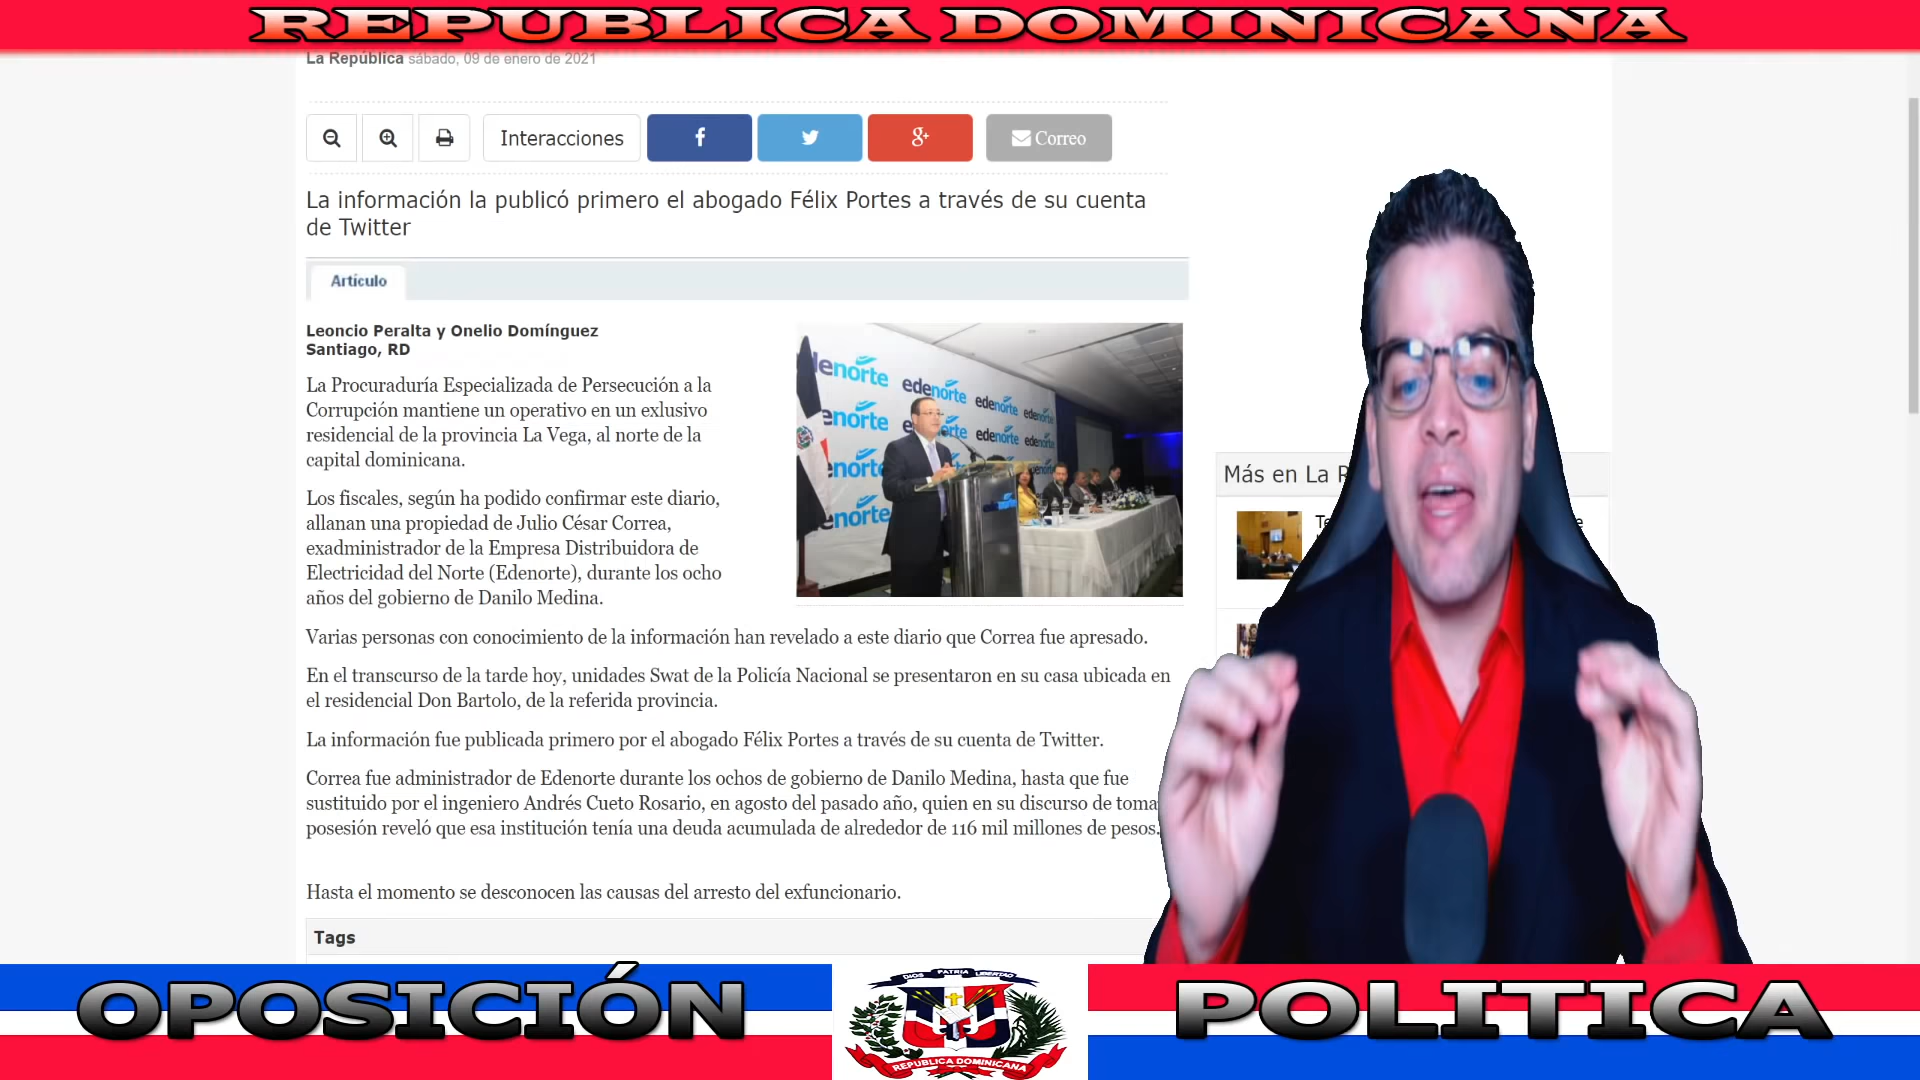 REPUBLICA DOMINICANA
La República sábado, 09 de enero de 2021
Interacciones
Correo
La información la publicó primero el abogado Félix Portes a través de su cuenta
de Twitter
Artículo
Leoncio Peralta y Onelio Domínguez
Santiago, RD
La Procuraduría Especializada de Persecución a la
Corrupción mantiene un operativo en un exlusivo
residencial de la provincia La Vega, al norte de la
capital dominicana.
Los fiscales, según ha podido confirmar este diario,
allanan una propiedad de Julio César Correa,
exadministrador de la Empresa Distribuidora de
Electricidad del Norte (Edenorte), durante los ocho
años del gobierno de Danilo Medina.
edenorte
edenorte
edenorte
edenorte
Varias personas con conocimiento de la información han revelado a este diario que Correa fue apresado.
En el transcurso de la tarde hoy, unidades Swat de la Policía Nacional se presentaron en su casa ubicada en
el residencial Don Bartolo, de la referida provincia.
La información fue publicada primero por el abogado Félix Portes a través de su cuenta de Twitter.
Correa fue administrador de Edenorte durante los ochos de gobierno de Danilo Medina, hasta que fue
sustituido por el ingeniero Andrés Cueto Rosario, en agosto del pasado año, quien en su discurso de toma
posesión reveló que esa institución tenía una deuda acumulada de alrededor de 116 mil millones de pesos.
Hasta el momento se desconocen las causas del arresto del exfuncionario.
Tags
Más en La R
OPOSICIÓN
DIOS PATRIA LIBERTAD
REPUBLICA DOMINICANA
POLITICA